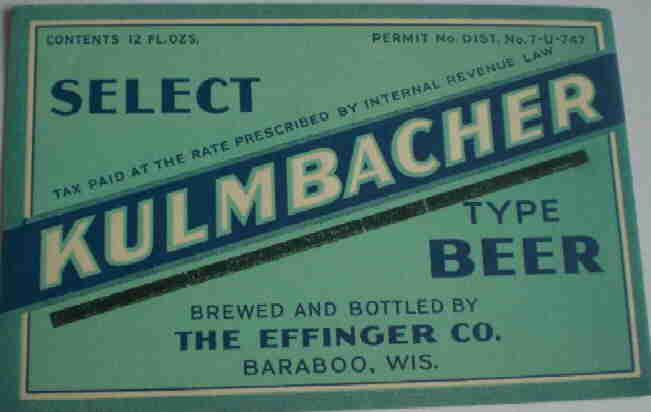 CONTENTS 12 FL.OZS.
PERMIT No. DIST. No. 7-U-747
SELECT
TAX PAID AT THE RATE PRESCRIBED BY INTERNAL REVENUE LAW
KULMBACHER
TYPE
BEER
BREWED AND BOTTLED BY
THE EFFINGER CO.
BARABOO, WIS.